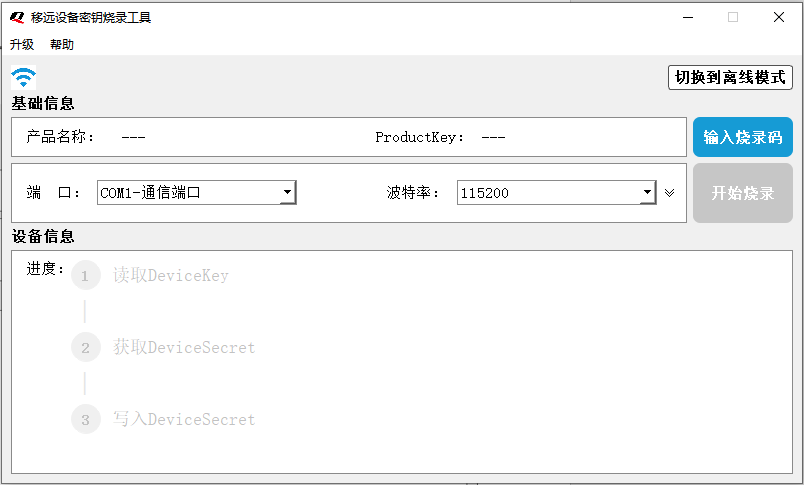 移远设备密钥烧录工具
升级 帮助
切换到离线模式
基础信息
产品名称： --- ProductKey： ---
输入烧录码
端 口： COM1-通信端口 波特率： 115200
开始烧录
设备信息
进度： 1 读取DeviceKey
2 获取DeviceSecret
3 写入DeviceSecret